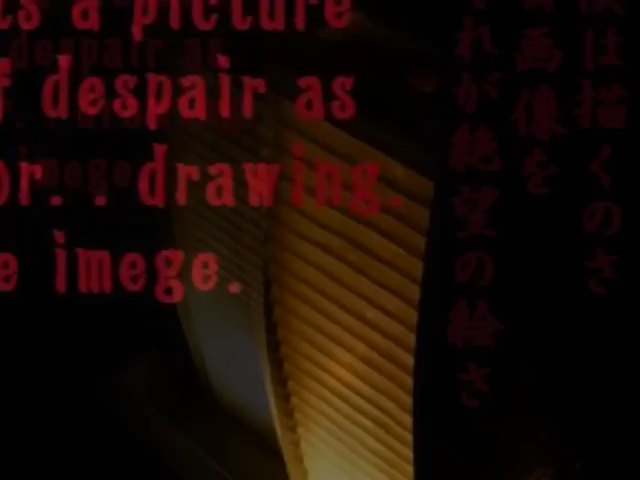 ts a picture
f despair as
or. . drawing.
e imege.
は描くのさ
画像を
れが絶望の絵さ